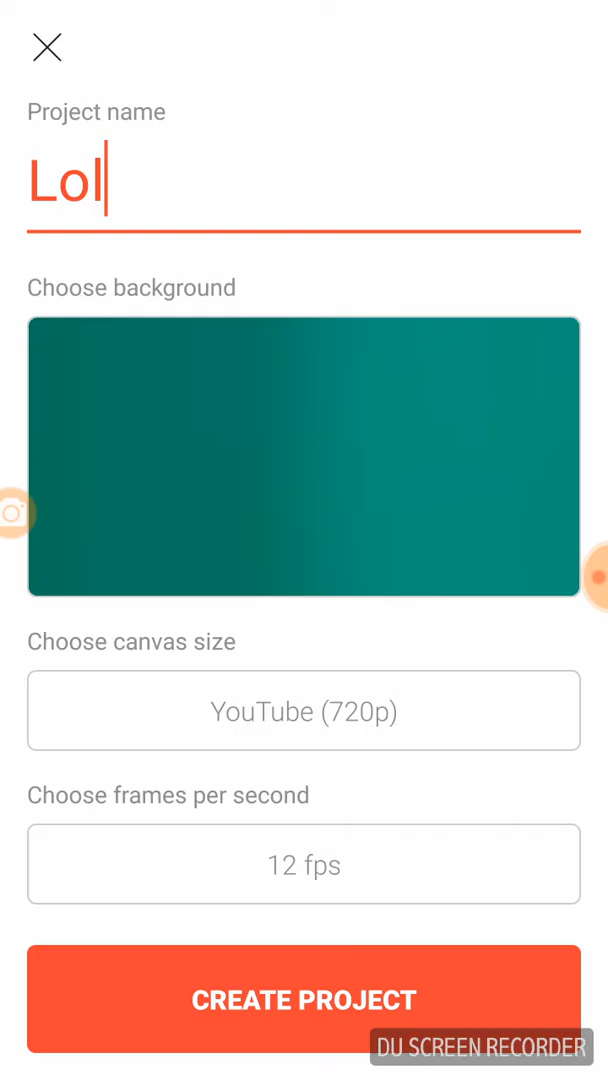 Project name
Lol
Choose background
Choose canvas size
YouTube (720p)
Choose frames per second
12 fps
CREATE PROJECT
DU SCREEN RECORDER